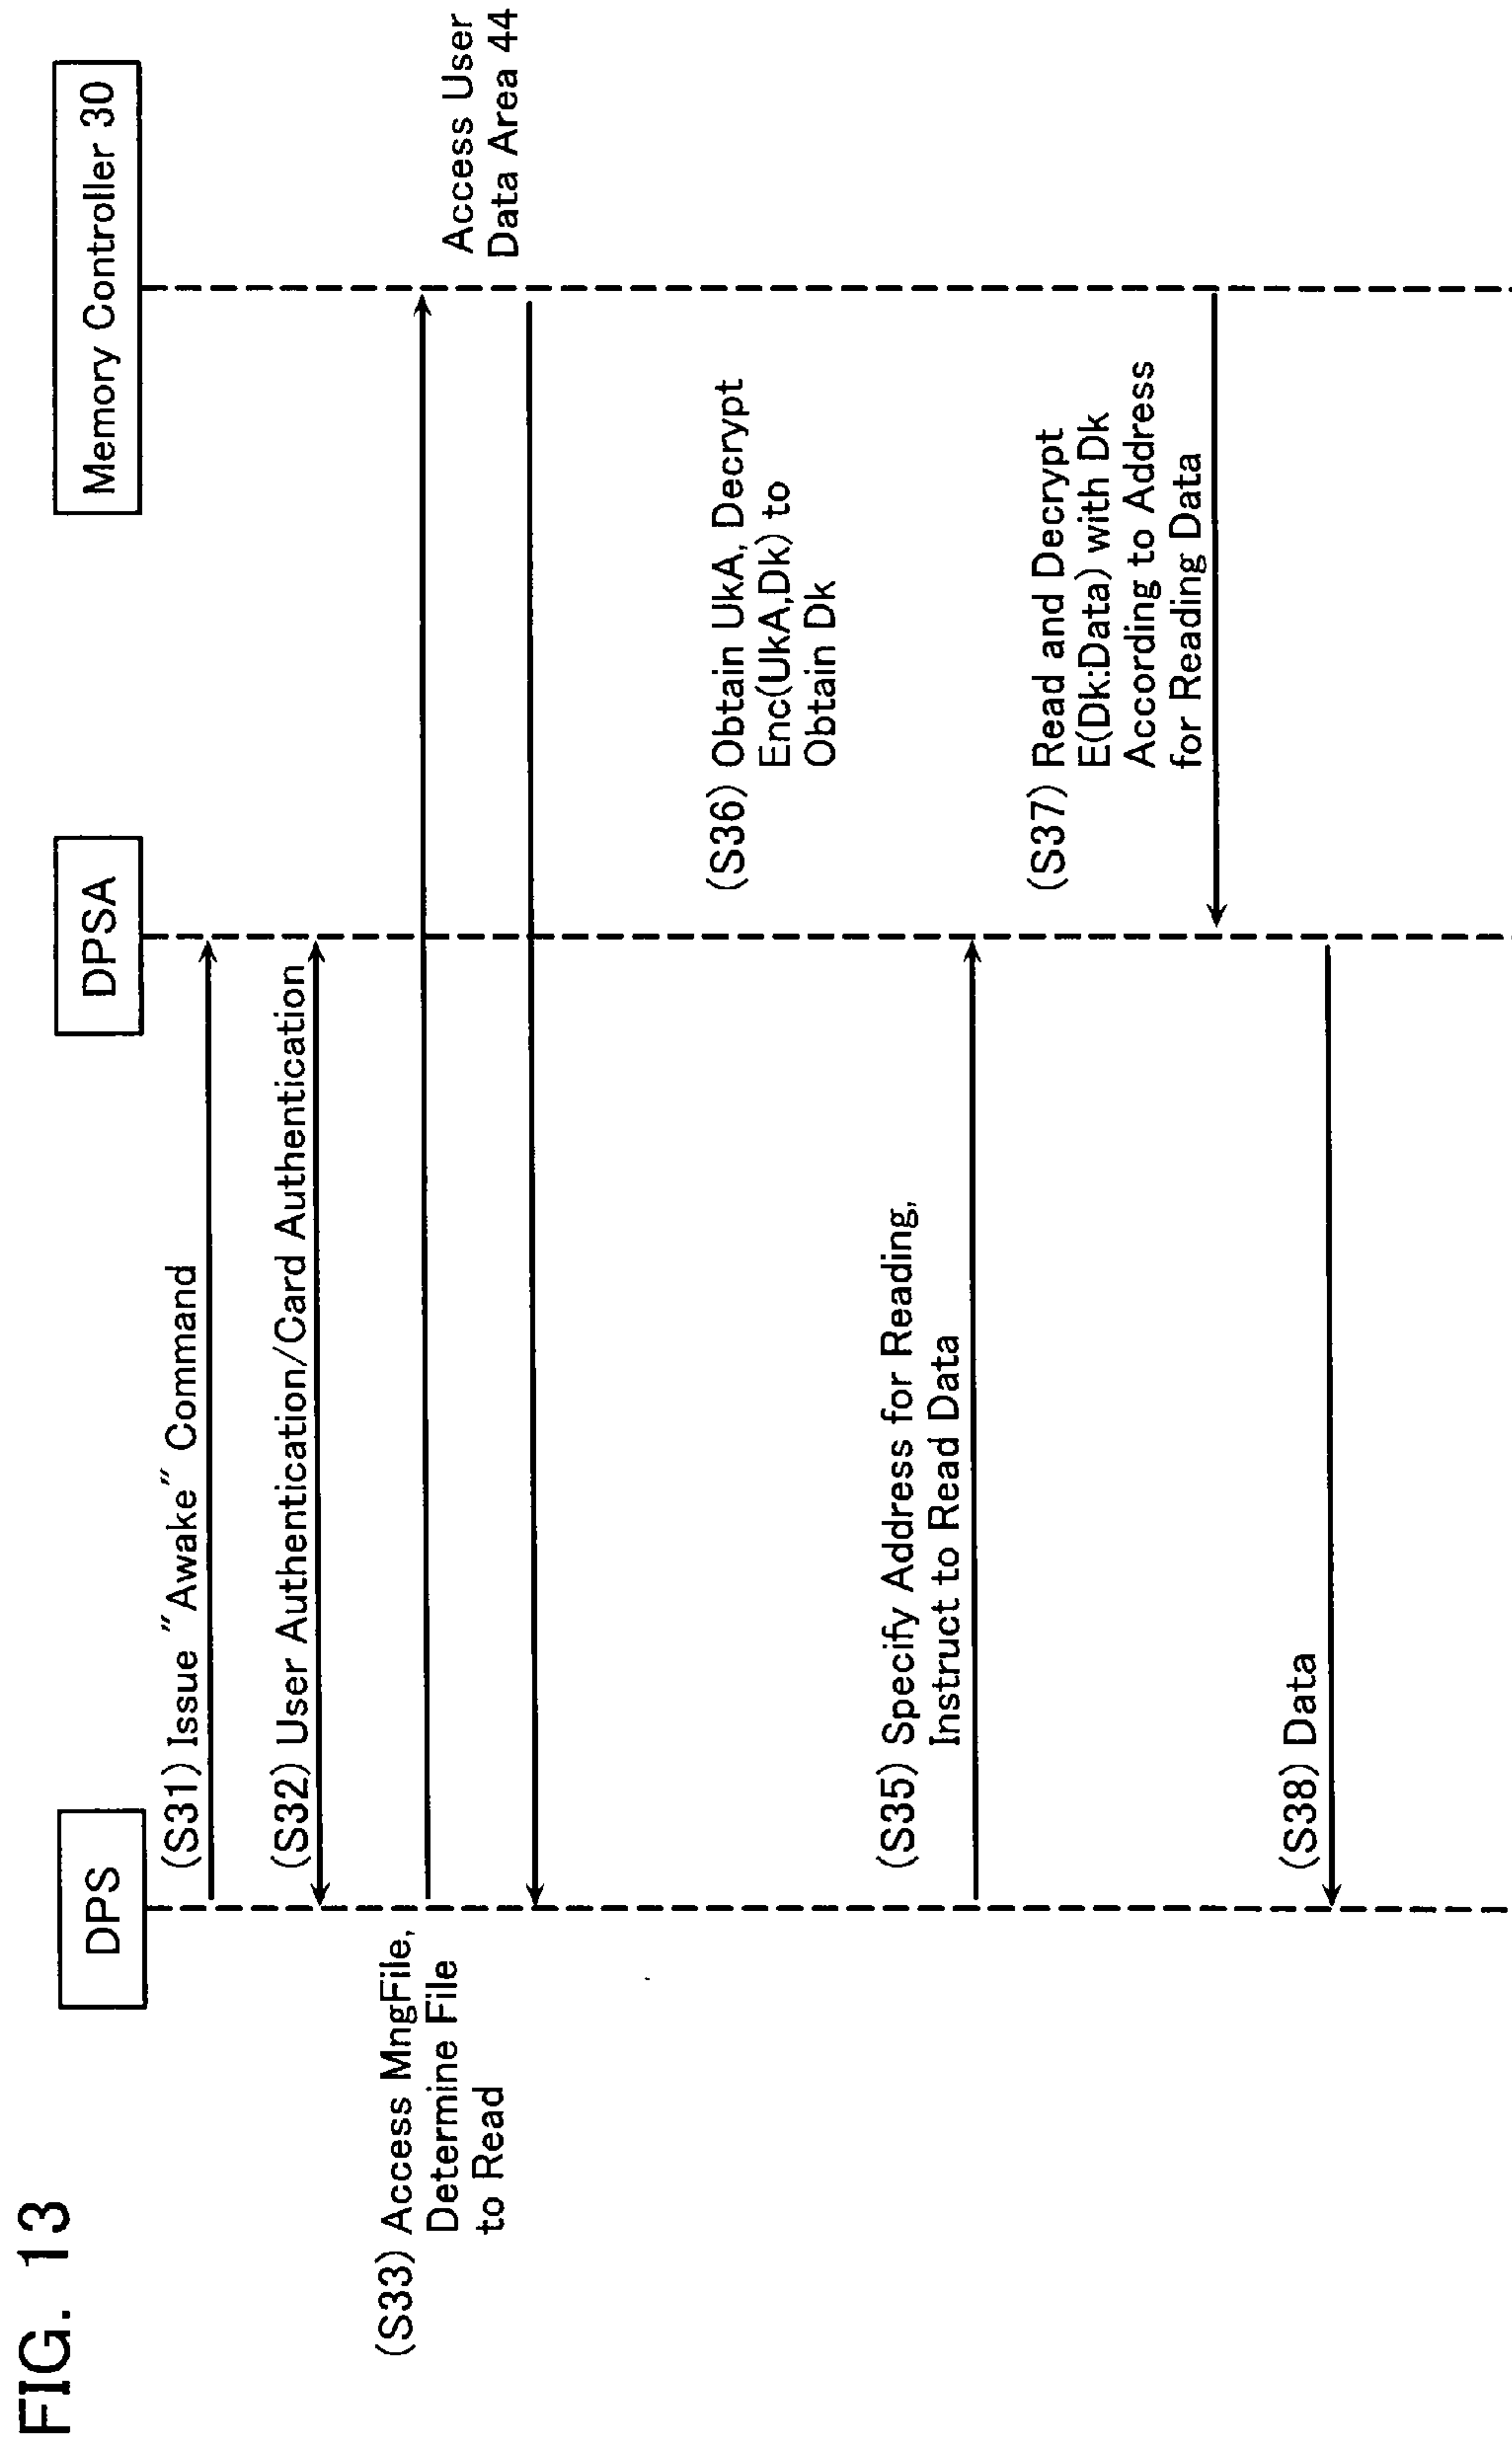 FIG. 13
DPS
DPSA
Memory Controller 30
(S31) Issue "Awake" Command
(S32) User Authentication/Card Authentication
(S33) Access MngFile,
Determine File
to Read
Access User
Data Area 44
(S35) Specify Address for Reading,
Instruct to Read Data
(S36) Obtain UkA, Decrypt
Enc(UkA,Dk) to
Obtain Dk
(S37) Read and Decrypt
E(Dk:Data) with Dk
According to Address
for Reading Data
(S38) Data